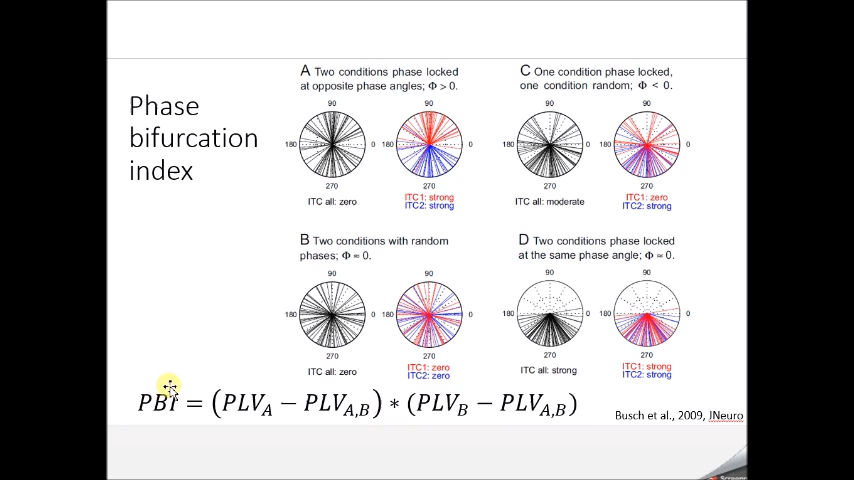 Phase
bifurcation
index
A Two conditions phase locked
at opposite phase angles; Φ > 0.
90
90
180
0
180
0
270
270
ITC all: zero
ITC1: strong
ITC2: strong
C One condition phase locked,
one condition random; Φ < 0.
90
90
180
0
180
0
270
270
ITC all: moderate
ITC1: zero
ITC2: strong
B Two conditions with random
phases; Φ ≈ 0.
90
90
180
0
180
0
270
270
ITC all: zero
ITC1: zero
ITC2: zero
D Two conditions phase locked
at the same phase angle; Φ ≈ 0.
90
90
180
0
180
0
270
270
ITC all: strong
ITC1: strong
ITC2: strong
PBI = (PLV_A − PLV_{A,B}) ∗ (PLV_B − PLV_{A,B})
Busch et al., 2009, JNeuro